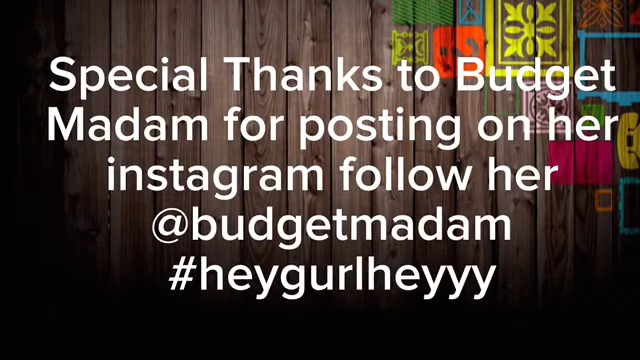 Special Thanks to Budget
Madam for posting on her
instagram follow her
@budgetmadam
#heygurlheyyy